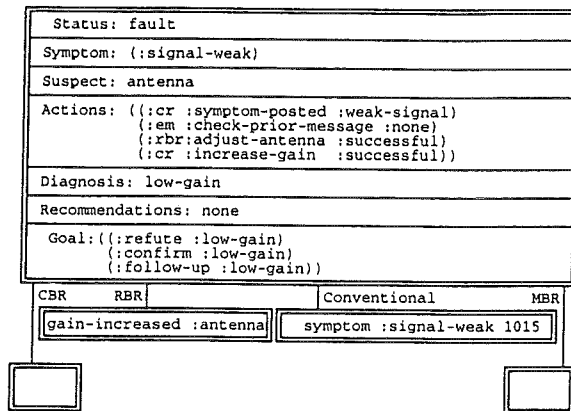 Status: fault
Symptom: (:signal-weak)
Suspect: antenna
Actions: ((:cr :symptom-posted :weak-signal)
(:em :check-prior-message :none)
(:rbr:adjust-antenna :successful)
(:cr :increase-gain :successful))
Diagnosis: low-gain
Recommendations: none
Goal:((:refute :low-gain)
(:confirm :low-gain)
(:follow-up :low-gain))
CBR RBR Conventional MBR
gain-increased :antenna symptom :signal-weak 1015